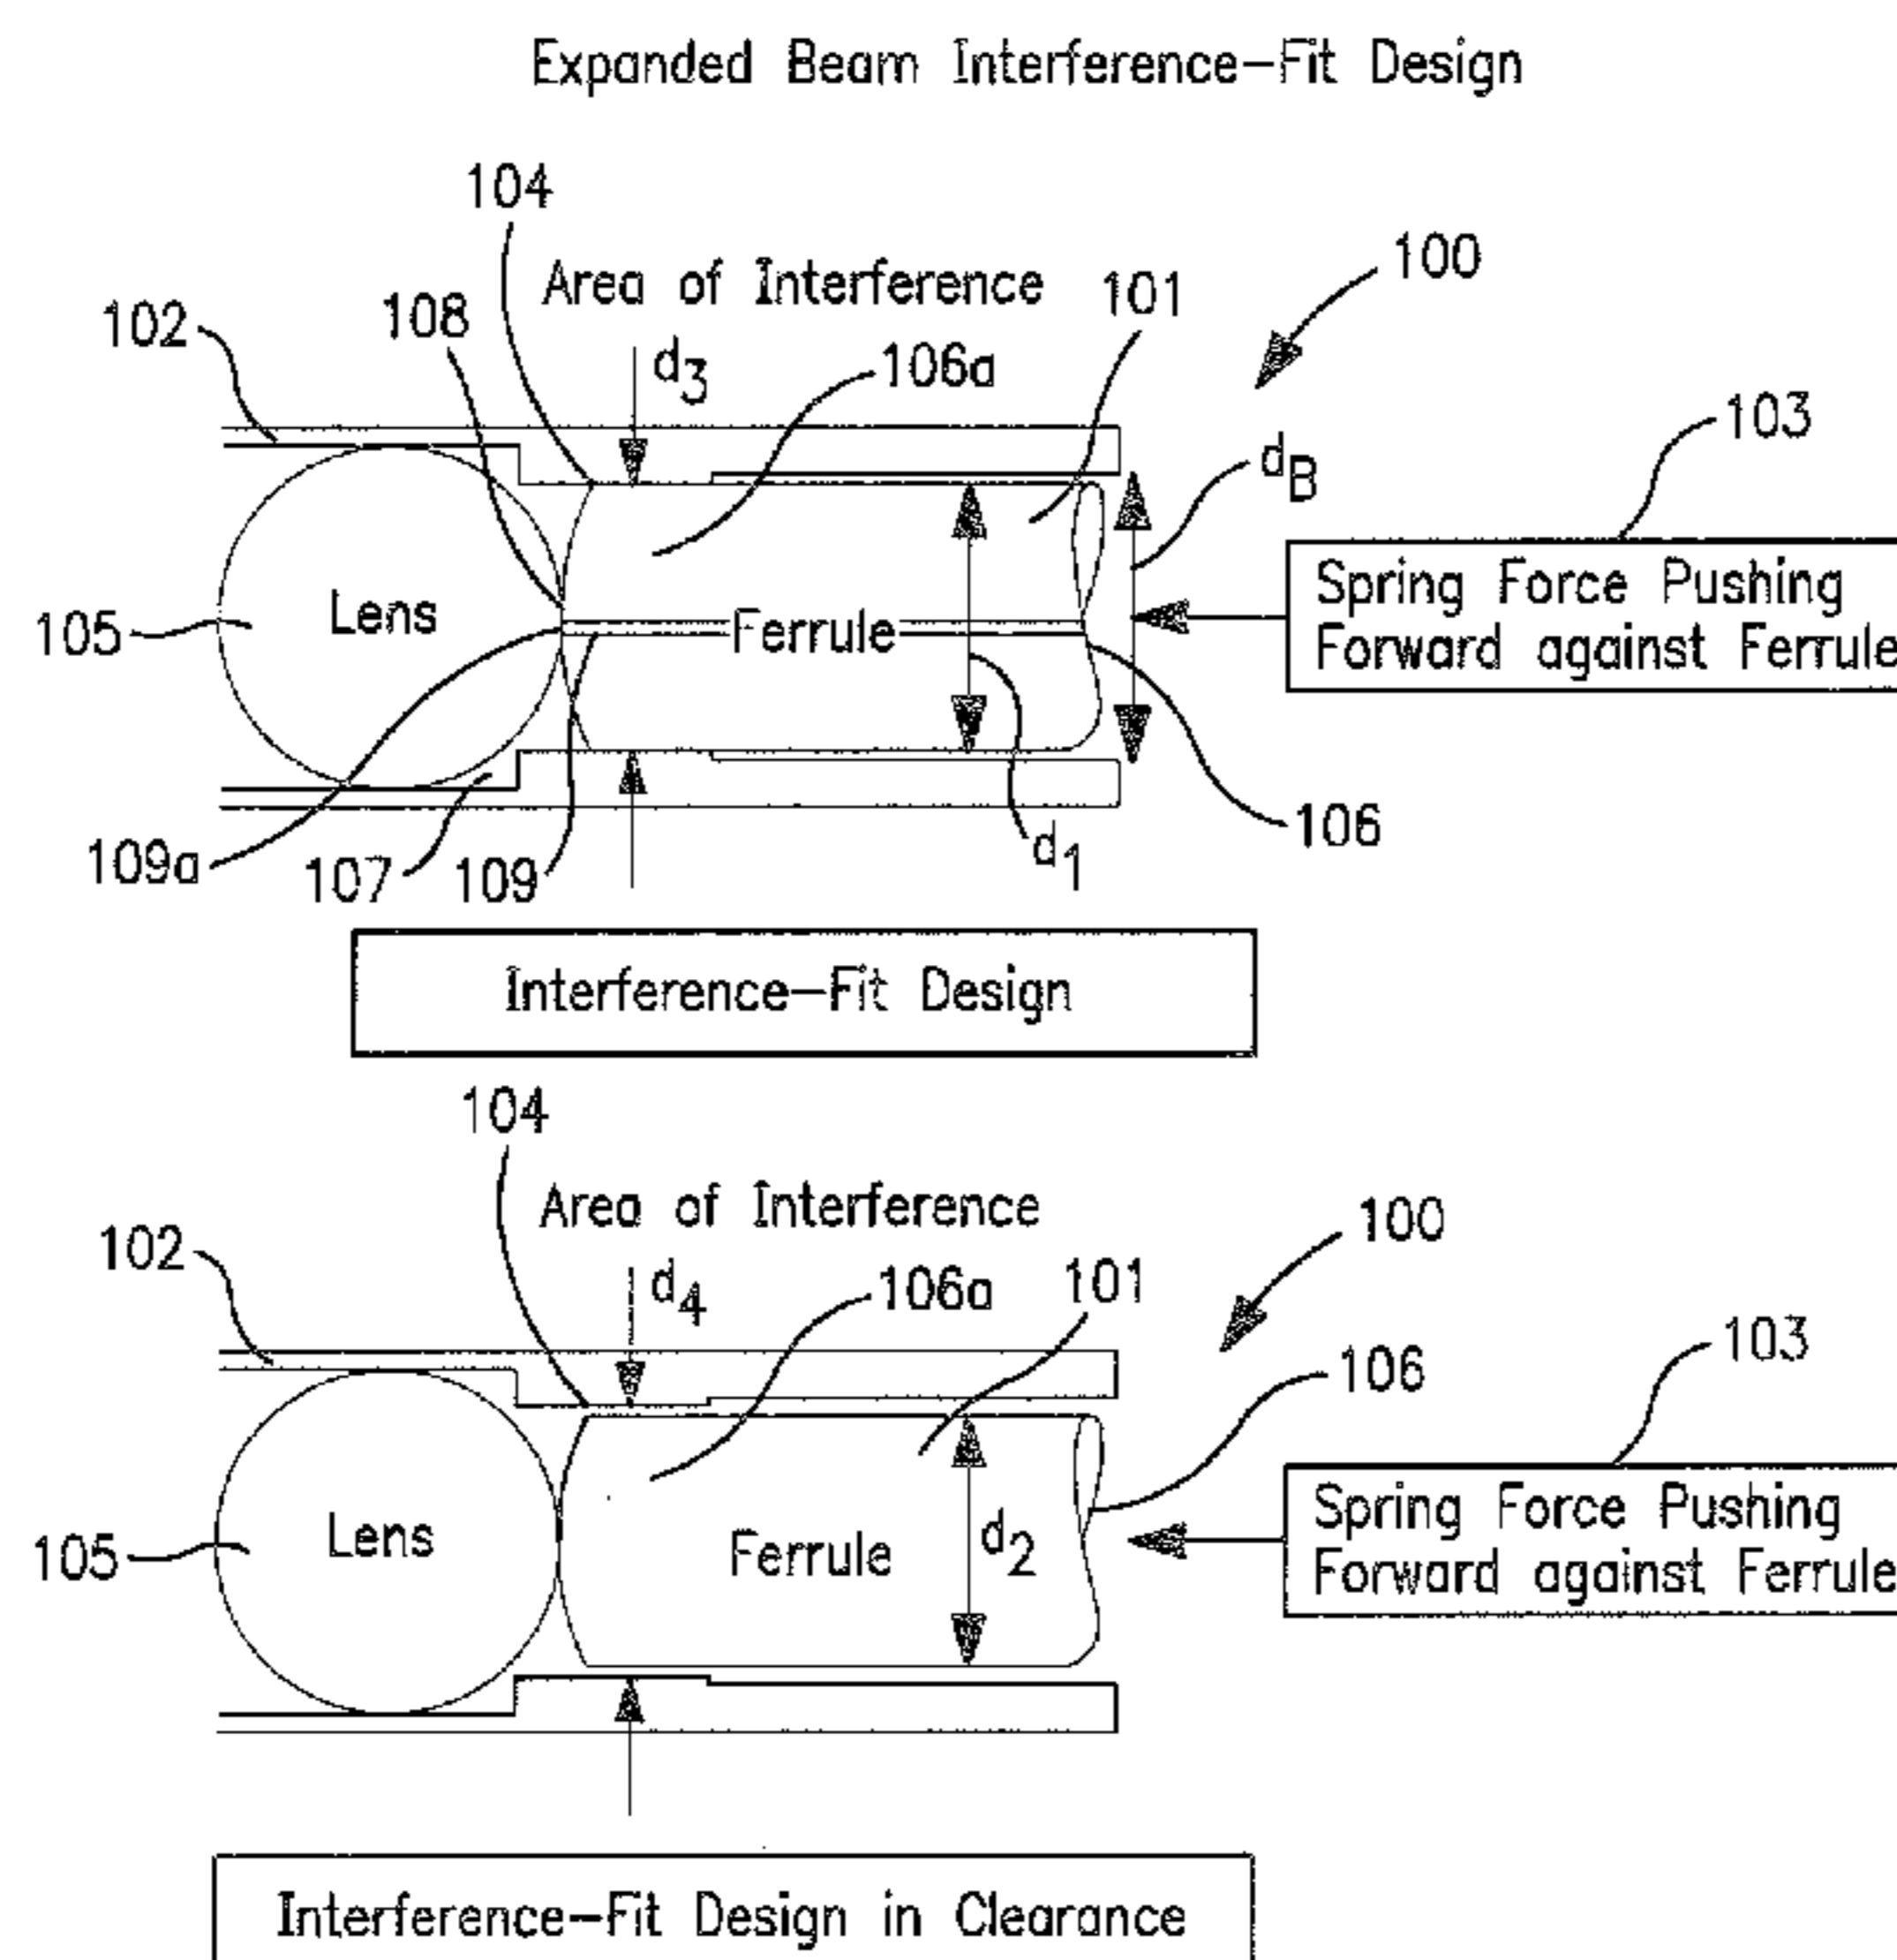 Expanded Beam Interference-Fit Design
104
100
Area of Interference
101
108
102
d3
106a
103
dB
Spring Force Pushing
Forward against Ferrule
Lens
105
Ferrule
106
109a
107
109
d1
Interference-Fit Design
104
Area of Interference
100
102
d4
106a
101
103
106
Spring Force Pushing
Forward against Ferrule
Lens
105
Ferrule
d2
Interference-Fit Design in Clearance